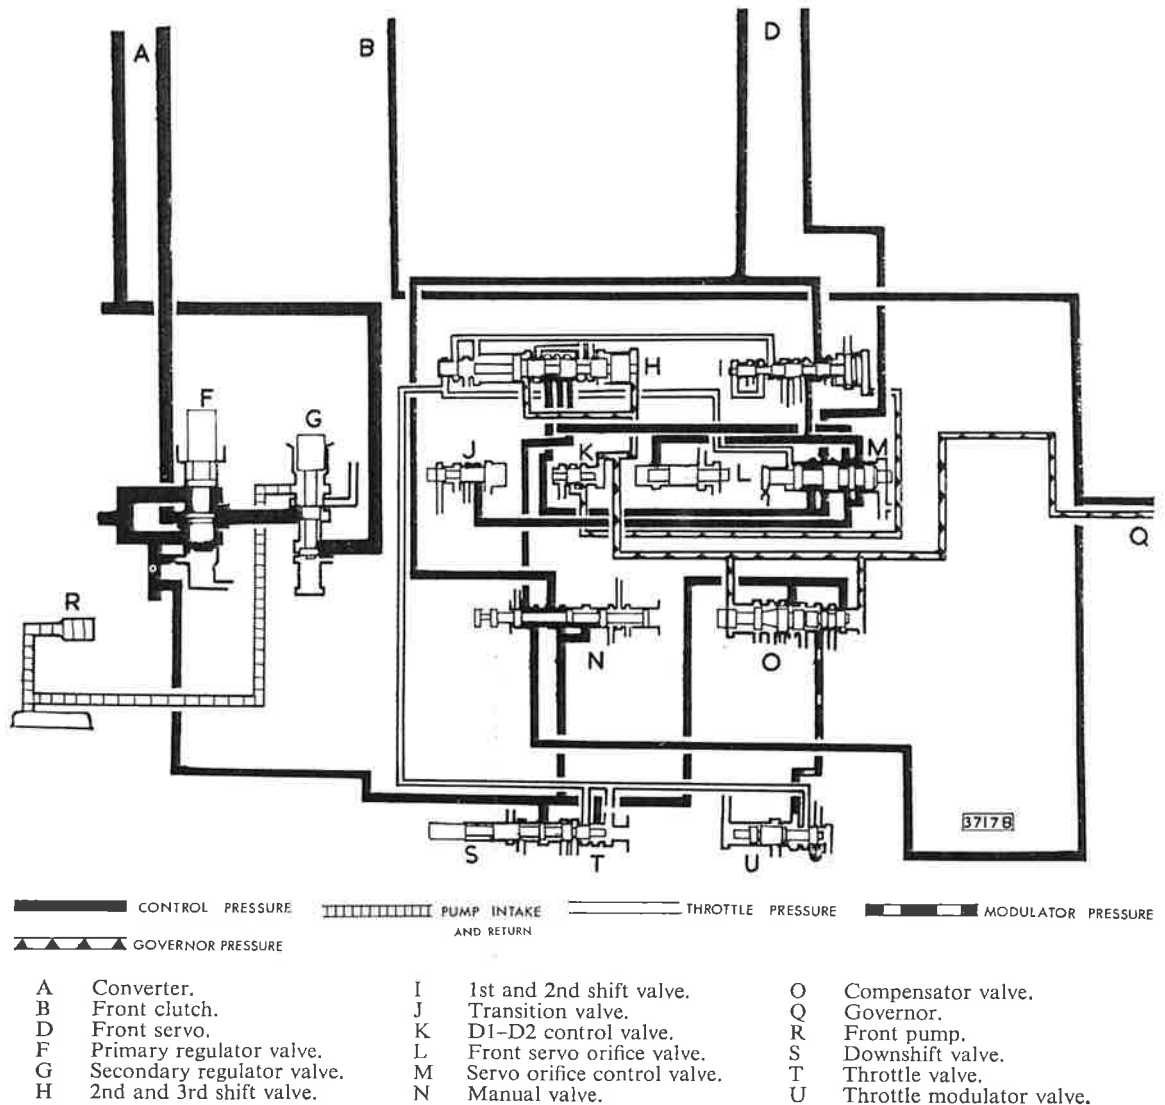 A
B
D
F
G
H
I
J
K
L
M
Q
R
N
O
3717B
S
T
U
CONTROL PRESSURE
PUMP INTAKE
AND RETURN
THROTTLE PRESSURE
MODULATOR PRESSURE
GOVERNOR PRESSURE
A Converter.
B Front clutch.
D Front servo.
F Primary regulator valve.
G Secondary regulator valve.
H 2nd and 3rd shift valve.
I 1st and 2nd shift valve.
J Transition valve.
K D1–D2 control valve.
L Front servo orifice valve.
M Servo orifice control valve.
N Manual valve.
O Compensator valve.
Q Governor.
R Front pump.
S Downshift valve.
T Throttle valve.
U Throttle modulator valve.